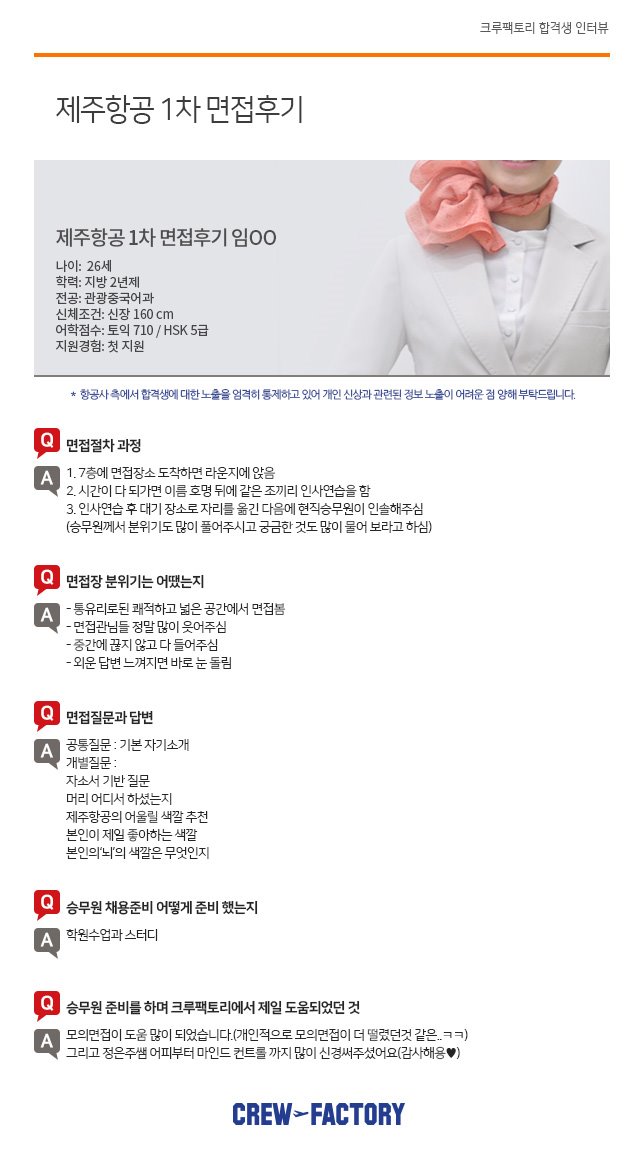 크루팩토리 합격생 인터뷰
제주항공 1차 면접후기
제주항공 1차 면접후기 임OO
나이: 26세
학력: 지방 2년제
전공: 관광중국어과
신체조건: 신장 160 cm
어학점수: 토익 710 / HSK 5급
지원경험: 첫 지원
* 항공사 측에서 합격생에 대한 노출을 엄격히 통제하고 있어 개인 신상과 관련된 정보 노출이 어려운 점 양해 부탁드립니다.
Q 면접절차 과정
A 1. 7층에 면접장소 도착하면 라운지에 앉음
2. 시간이 다 되가면 이름 호명 뒤에 같은 조끼리 인사연습을 함
3. 인사연습 후 대기 장소로 자리를 옮긴 다음에 현직승무원이 인솔해주심
(승무원께서 분위기도 많이 풀어주시고 궁금한 것도 많이 물어 보라고 하심)
Q 면접장 분위기는 어땠는지
A - 통유리로된 쾌적하고 넓은 공간에서 면접봄
- 면접관님들 정말 많이 웃어주심
- 중간에 끊지 않고 다 들어주심
- 외운 답변 느껴지면 바로 눈 돌림
Q 면접질문과 답변
A 공통질문 : 기본 자기소개
개별질문 :
자소서 기반 질문
머리 어디서 하셨는지
제주항공의 어울릴 색깔 추천
본인이 제일 좋아하는 색깔
본인의'뇌'의 색깔은 무엇인지
Q 승무원 채용준비 어떻게 준비 했는지
A 학원수업과 스터디
Q 승무원 준비를 하며 크루팩토리에서 제일 도움되었던 것
A 모의면접이 도움 많이 되었습니다.(개인적으로 모의면접이 더 떨렸던것 같은..ㅋㅋ)
그리고 정은주쌤 어피부터 마인드 컨트롤 까지 많이 신경써주셨어요(감사해용♥)
CREW FACTORY